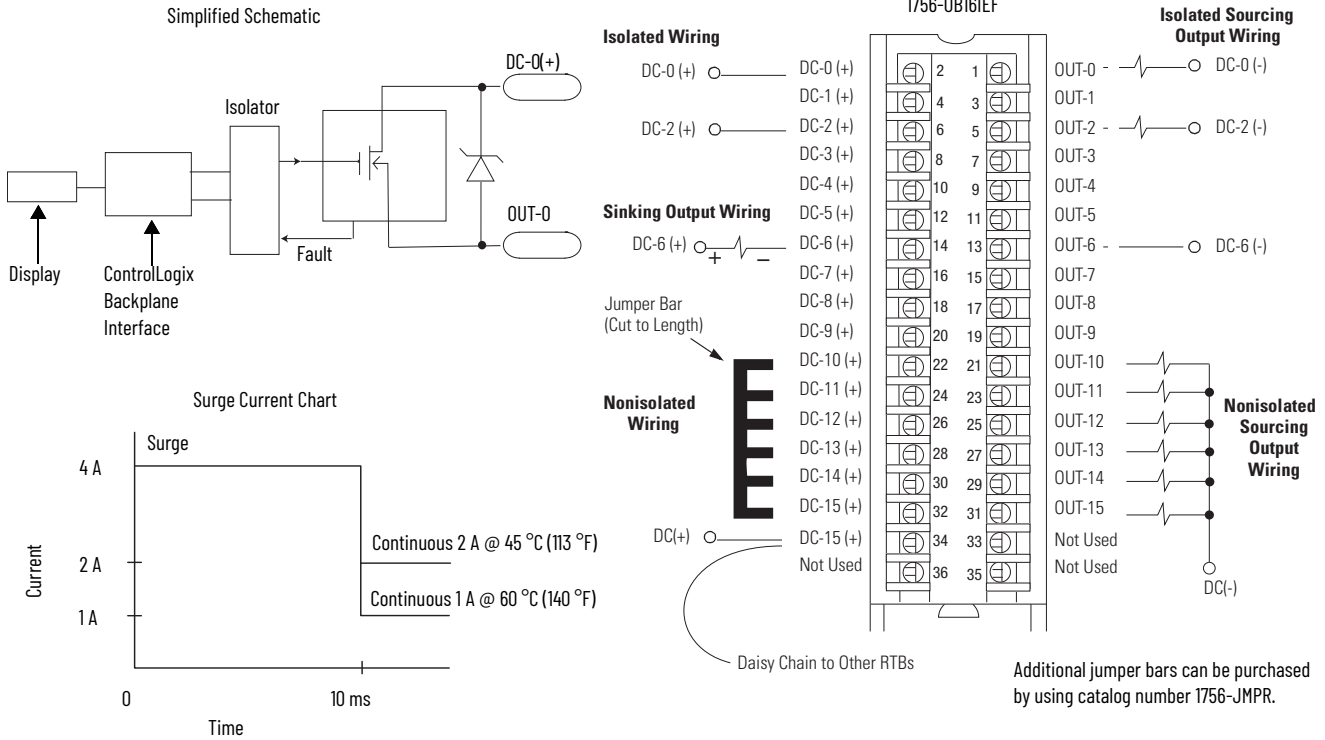 Simplified Schematic
DC-0(+)
Isolator
OUT-0
Fault
Display
ControlLogix
Backplane
Interface
Surge Current Chart
Surge
4 A
2 A
1 A
Current
Continuous 2 A @ 45 °C (113 °F)
Continuous 1 A @ 60 °C (140 °F)
0
10 ms
Time
1756-OB16IEF
Isolated Wiring
DC-0 (+)
DC-2 (+)
Sinking Output Wiring
DC-6 (+)
+ –
Jumper Bar
(Cut to Length)
Nonisolated
Wiring
DC(+)
DC-0 (+)
DC-1 (+)
DC-2 (+)
DC-3 (+)
DC-4 (+)
DC-5 (+)
DC-6 (+)
DC-7 (+)
DC-8 (+)
DC-9 (+)
DC-10 (+)
DC-11 (+)
DC-12 (+)
DC-13 (+)
DC-14 (+)
DC-15 (+)
DC-15 (+)
Not Used
2 1
4 3
6 5
8 7
10 9
12 11
14 13
16 15
18 17
20 19
22 21
24 23
26 25
28 27
30 29
32 31
34 33
36 35
OUT-0
OUT-1
OUT-2
OUT-3
OUT-4
OUT-5
OUT-6
OUT-7
OUT-8
OUT-9
OUT-10
OUT-11
OUT-12
OUT-13
OUT-14
OUT-15
Not Used
Not Used
Isolated Sourcing
Output Wiring
DC-0 (-)
DC-2 (-)
DC-6 (-)
Nonisolated
Sourcing
Output
Wiring
DC(-)
Daisy Chain to Other RTBs
Additional jumper bars can be purchased
by using catalog number 1756-JMPR.